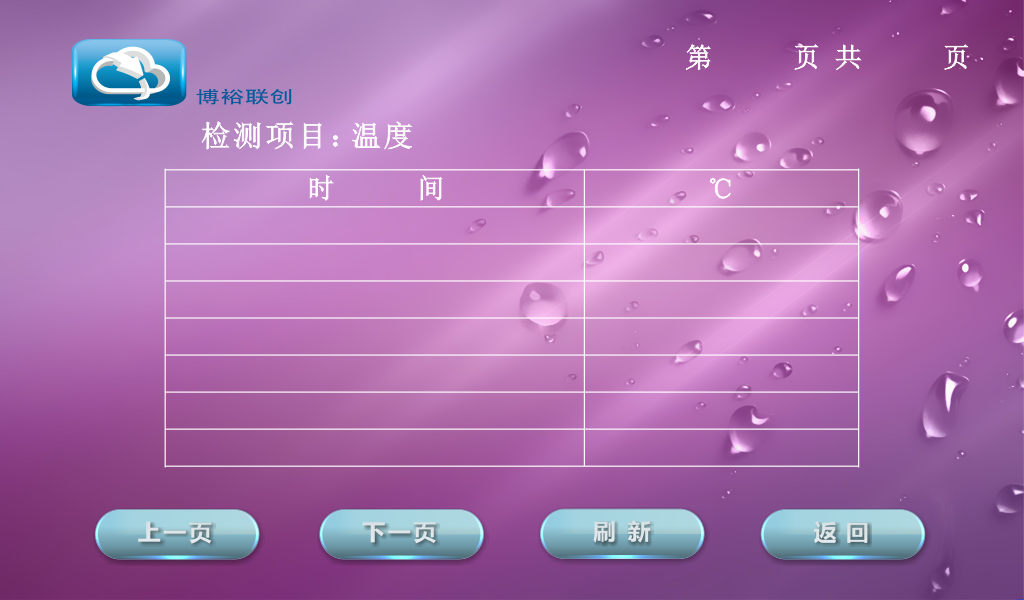 第 页 共 页
博裕联创
检测项目：温度
时 间 ℃
上一页 下一页 刷新 返回